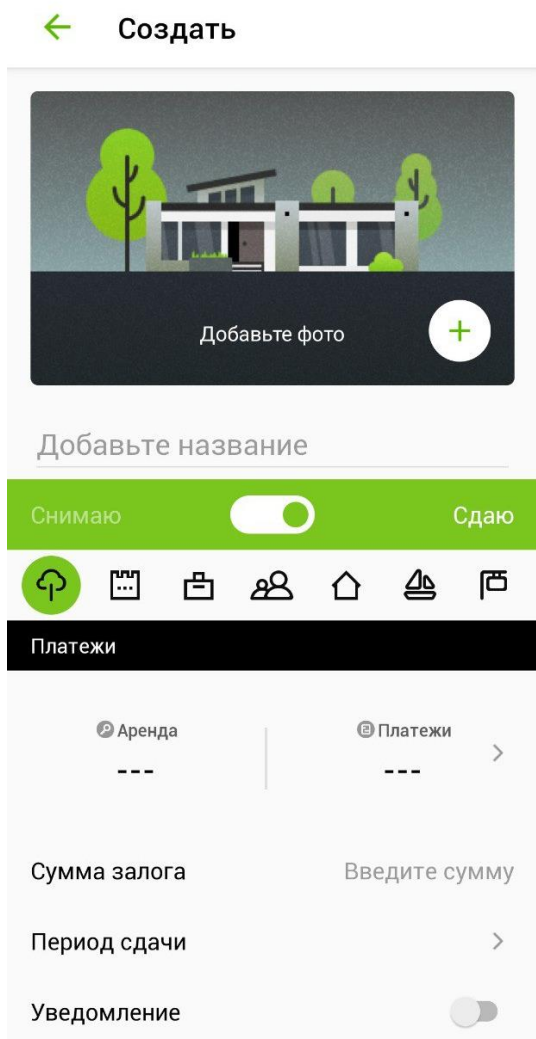 Создать
Добавьте фото
Добавьте название
Снимаю Сдаю
Платежи
Аренда Платежи
--- ---
Сумма залога Введите сумму
Период сдачи
Уведомление